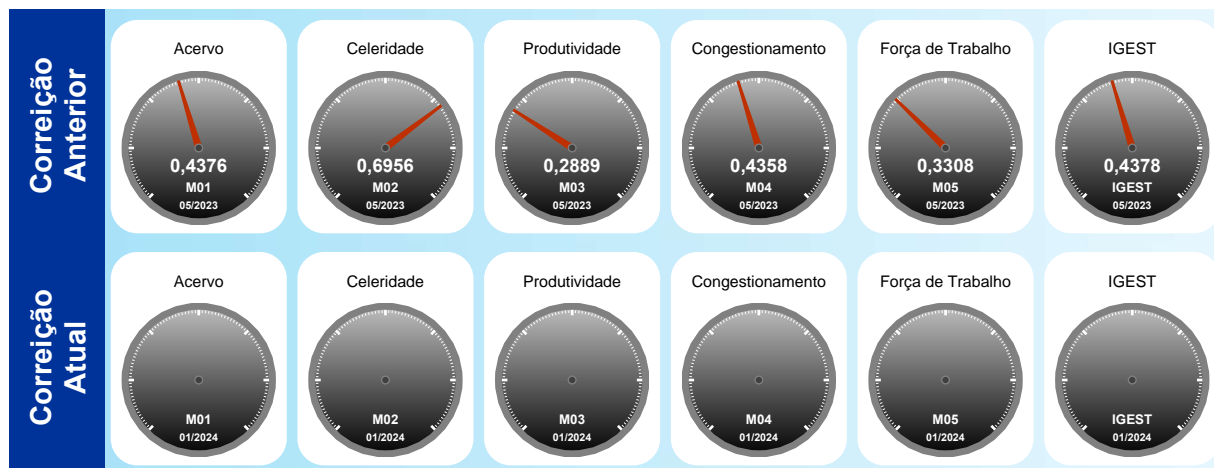 Correição
Anterior
Acervo
0,4376
M01
05/2023
Celeridade
0,6956
M02
05/2023
Produtividade
0,2889
M03
05/2023
Congestionamento
0,4358
M04
05/2023
Força de Trabalho
0,3308
M05
05/2023
IGEST
0,4378
IGEST
05/2023
Correição
Atual
Acervo
M01
01/2024
Celeridade
M02
01/2024
Produtividade
M03
01/2024
Congestionamento
M04
01/2024
Força de Trabalho
M05
01/2024
IGEST
IGEST
01/2024